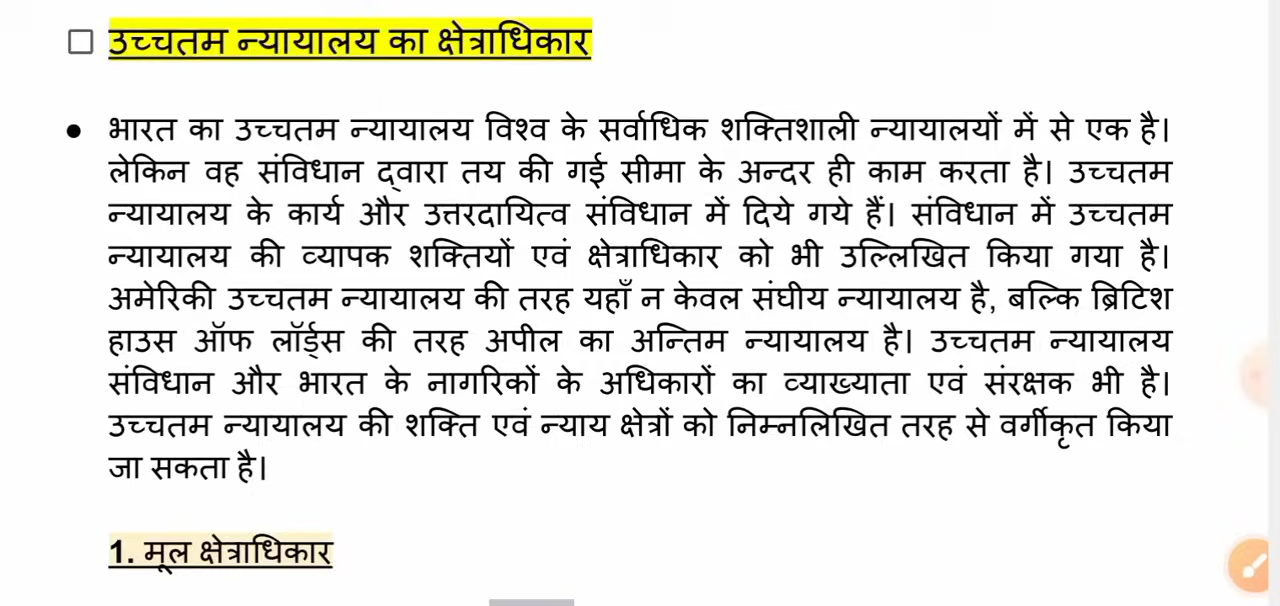 उच्चतम न्यायालय का क्षेत्राधिकार
भारत का उच्चतम न्यायालय विश्व के सर्वाधिक शक्तिशाली न्यायालयों में से एक है।
लेकिन वह संविधान द्वारा तय की गई सीमा के अन्दर ही काम करता है। उच्चतम
न्यायालय के कार्य और उत्तरदायित्व संविधान में दिये गये हैं। संविधान में उच्चतम
न्यायालय की व्यापक शक्तियों एवं क्षेत्राधिकार को भी उल्लिखित किया गया है।
अमेरिकी उच्चतम न्यायालय की तरह यहाँ न केवल संघीय न्यायालय है, बल्कि ब्रिटिश
हाउस ऑफ लॉर्ड्स की तरह अपील का अन्तिम न्यायालय है। उच्चतम न्यायालय
संविधान और भारत के नागरिकों के अधिकारों का व्याख्याता एवं संरक्षक भी है।
उच्चतम न्यायालय की शक्ति एवं न्याय क्षेत्रों को निम्नलिखित तरह से वर्गीकृत किया
जा सकता है।
1. मूल क्षेत्राधिकार